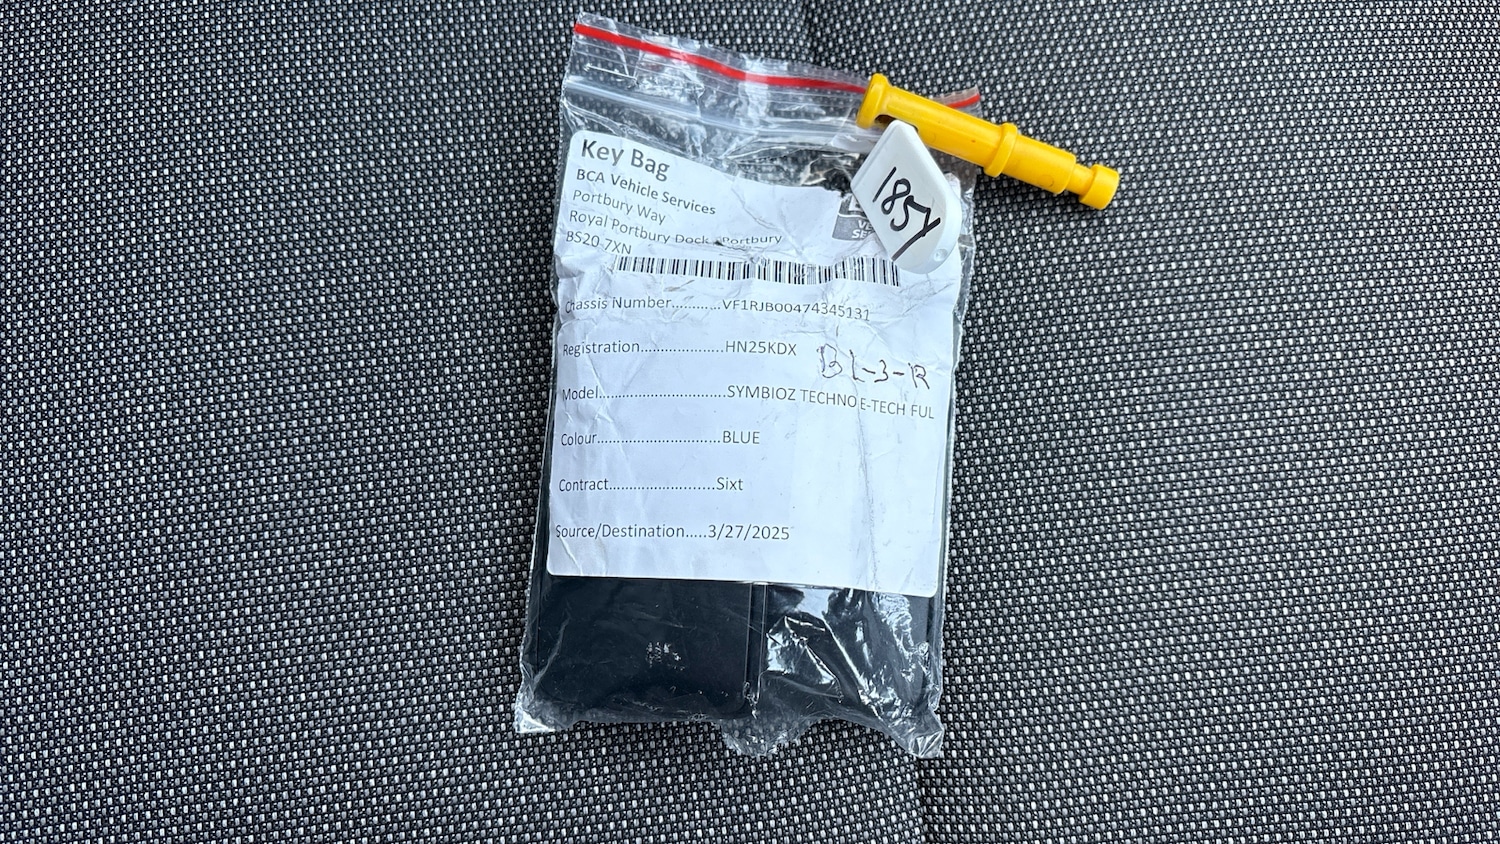 Key Bag
BCA Vehicle Services
Portbury Way
Royal Portbury Dock, Portbury
BS20 7XN
185Y
Chassis Number............VF1RJB00474345131
Registration.....................HN25KDX
BL-3-R
Model................................SYMBIOZ TECHNO E-TECH FUL
Colour...............................BLUE
Contract..........................Sixt
Source/Destination.....3/27/2025